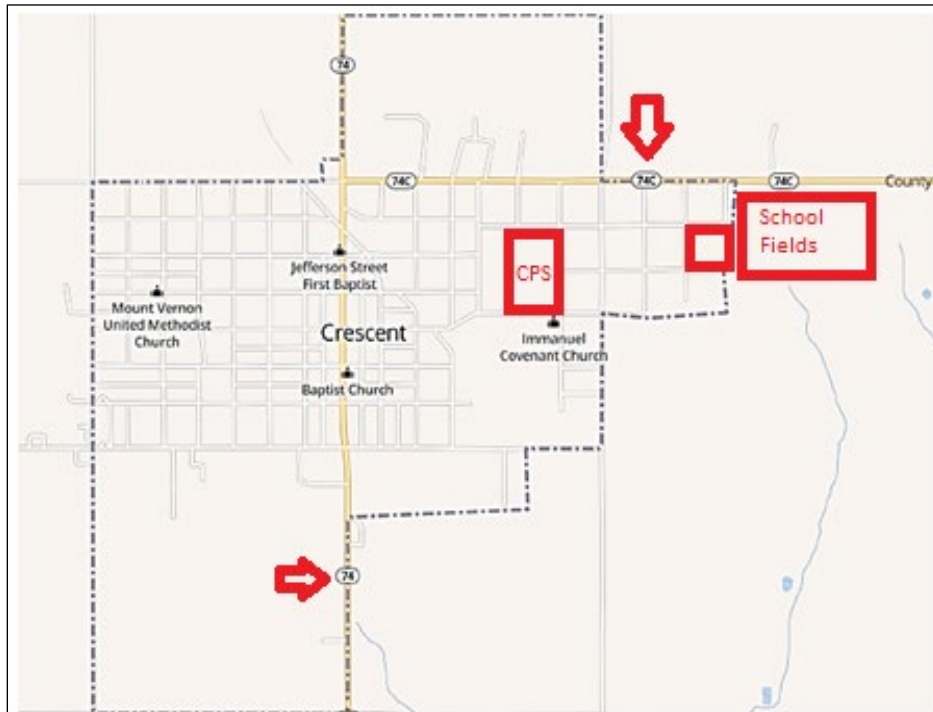 74
74C
74C
74C
County
School
Fields
CPS
Jefferson Street
First Baptist
Mount Vernon
United Methodist
Church
Crescent
Immanuel
Covenant Church
Baptist Church
74